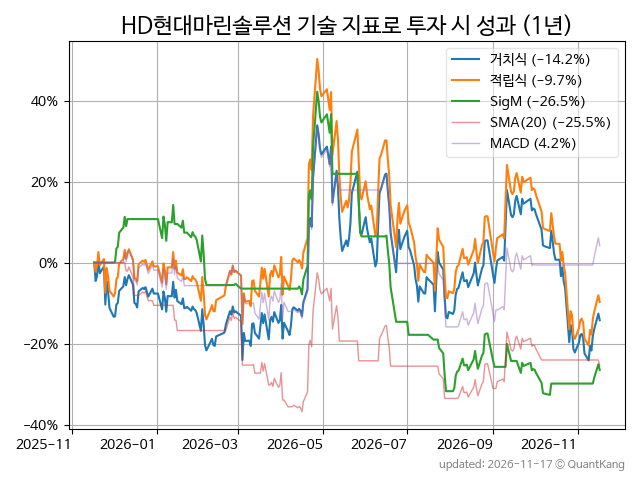 HD현대마린솔루션 기술 지표로 투자 시 성과 (1년)
거치식 (−14.2%)
적립식 (−9.7%)
SigM (−26.5%)
SMA(20) (−25.5%)
MACD (4.2%)
40%
20%
0%
−20%
−40%
2025-11 2026-01 2026-03 2026-05 2026-07 2026-09 2026-11
updated: 2026-11-17 © QuantKang